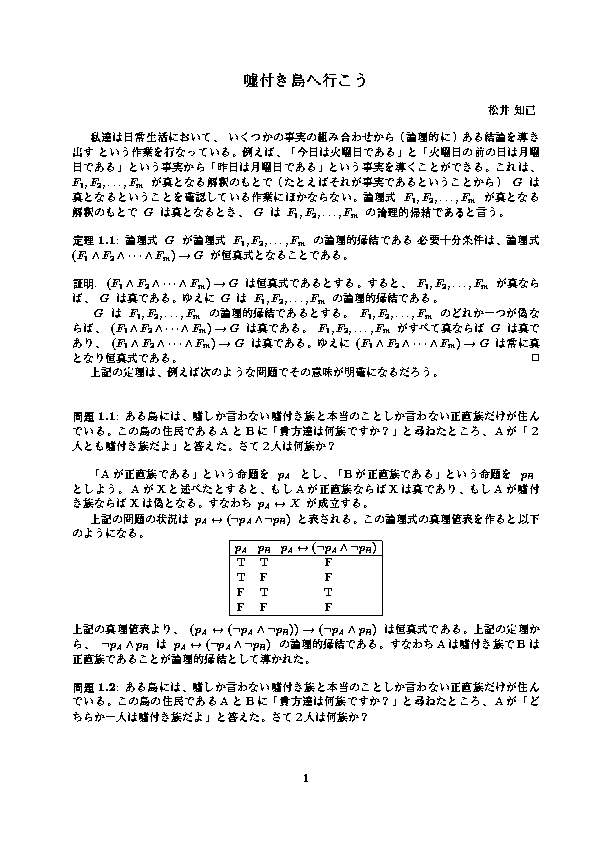 嘘付き島へ行こう
松井 知己
私達は日常生活において、 いくつかの事実の組み合わせから（論理的に）ある結論を導き
出す という作業を行なっている。例えば、「今日は火曜日である」と「火曜日の前の日は月曜
日である」という事実から「昨日は月曜日である」という事実を導くことができる。これは、
F₁, F₂, . . . , Fₘ が真となる解釈のもとで（たとえばそれが事実であるということから） G は
真となるということを確認している作業にほかならない。論理式 F₁, F₂, . . . , Fₘ が真となる
解釈のもとで G は真となるとき、 G は F₁, F₂, . . . , Fₘ の論理的帰結であると言う。
定理 1.1: 論理式 G が論理式 F₁, F₂, . . . , Fₘ の論理的帰結である 必要十分条件は、論理式
(F₁ ∧ F₂ ∧ · · · ∧ Fₘ) → G が恒真式となることである。
証明. (F₁ ∧ F₂ ∧ · · · ∧ Fₘ) → G は恒真式であるとする。すると、 F₁, F₂, . . . , Fₘ が真なら
ば、 G は真である。ゆえに G は F₁, F₂, . . . , Fₘ の論理的帰結である。
G は F₁, F₂, . . . , Fₘ の論理的帰結であるとする。 F₁, F₂, . . . , Fₘ のどれか一つが偽な
らば、 (F₁ ∧ F₂ ∧ · · · ∧ Fₘ) → G は真である。 F₁, F₂, . . . , Fₘ がすべて真ならば G は真で
あり、 (F₁ ∧ F₂ ∧ · · · ∧ Fₘ) → G は真である。ゆえに (F₁ ∧ F₂ ∧ · · · ∧ Fₘ) → G は常に真
となり恒真式である。 □
上記の定理は、例えば次のような問題でその意味が明確になるだろう。
問題 1.1: ある島には、嘘しか言わない嘘付き族と本当のことしか言わない正直族だけが住ん
でいる。この島の住民であるAとBに「貴方達は何族ですか？」と尋ねたところ、Aが「２
人とも嘘付き族だよ」と答えた。さて２人は何族か？
「Aが正直族である」という命題を p_A とし、「Bが正直族である」という命題を p_B
としよう。AがXと述べたとすると、もしAが正直族ならばXは真であり、もしAが嘘付
き族ならばXは偽となる。すなわち p_A ↔ X が成立する。
上記の問題の状況は p_A ↔ (¬p_A ∧ ¬p_B) と表される。この論理式の真理値表を作ると以下
のようになる。
p_A p_B p_A ↔ (¬p_A ∧ ¬p_B)
T T F
T F F
F T T
F F F
上記の真理値表より、 (p_A ↔ (¬p_A ∧ ¬p_B)) → (¬p_A ∧ p_B) は恒真式である。上記の定理か
ら、 ¬p_A ∧ p_B は p_A ↔ (¬p_A ∧ ¬p_B) の論理的帰結である。すなわちAは嘘付き族でBは
正直族であることが論理的帰結として導かれた。
問題 1.2: ある島には、嘘しか言わない嘘付き族と本当のことしか言わない正直族だけが住ん
でいる。この島の住民であるAとBに「貴方達は何族ですか？」と尋ねたところ、Aが「ど
ちらか一人は嘘付き族だよ」と答えた。さて２人は何族か？
1